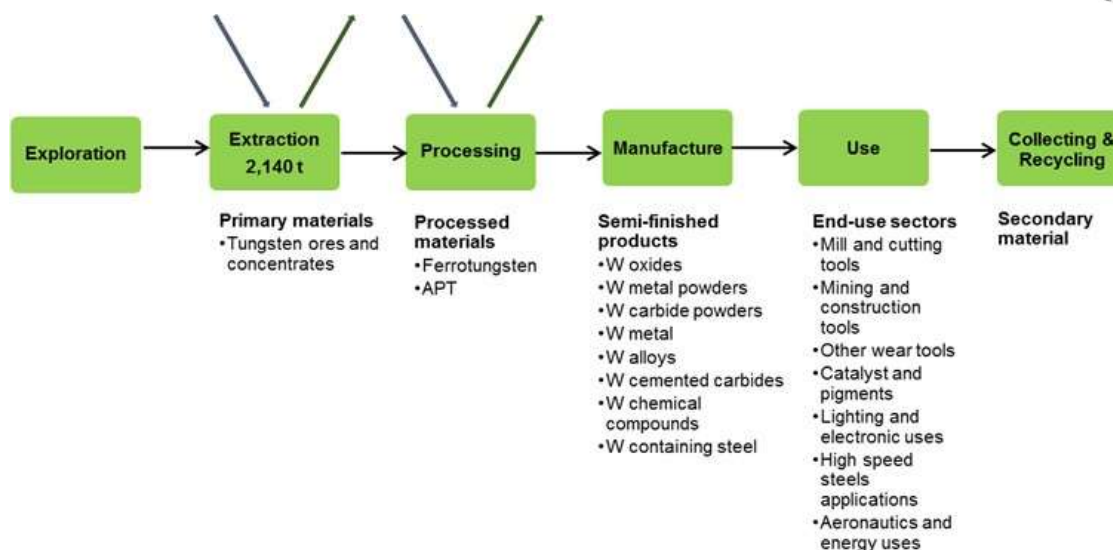 Exploration
Extraction
2,140 t
Processing
Manufacture
Use
Collecting &
Recycling
Primary materials
•Tungsten ores and
concentrates
Processed
materials
•Ferrotungsten
•APT
Semi-finished
products
•W oxides
•W metal powders
•W carbide powders
•W metal
•W alloys
•W cemented carbides
•W chemical
compounds
•W containing steel
End-use sectors
•Mill and cutting
tools
•Mining and
construction
tools
•Other wear tools
•Catalyst and
pigments
•Lighting and
electronic uses
•High speed
steels
applications
•Aeronautics and
energy uses
Secondary
material